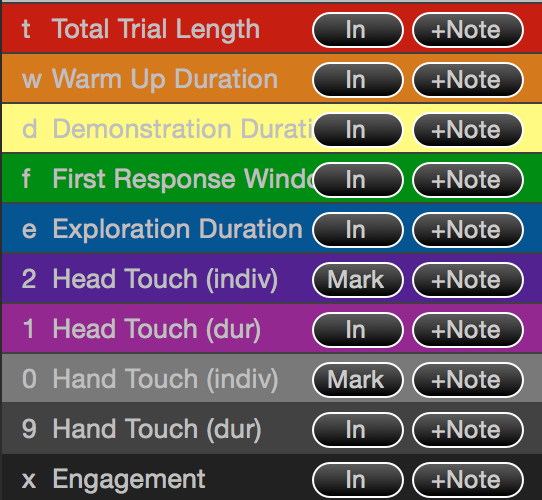 t Total Trial Length In +Note
w Warm Up Duration In +Note
d Demonstration Durati In +Note
f First Response Windo In +Note
e Exploration Duration In +Note
2 Head Touch (indiv) Mark +Note
1 Head Touch (dur) In +Note
0 Hand Touch (indiv) Mark +Note
9 Hand Touch (dur) In +Note
x Engagement In +Note